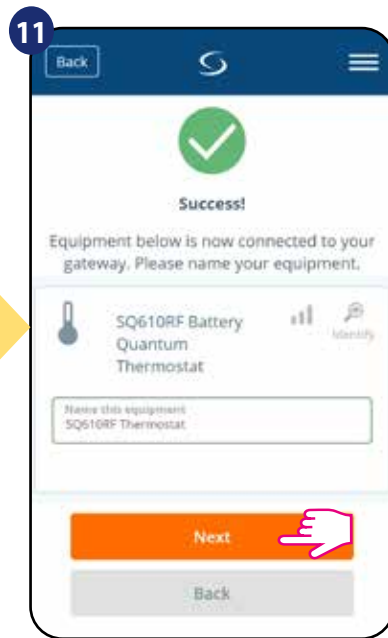 11
Back
Success!
Equipment below is now connected to your
gateway. Please name your equipment.
SQ610RF Battery
Quantum
Thermostat
Identify
Name this equipment
SQ610RF Thermostat
Next
Back